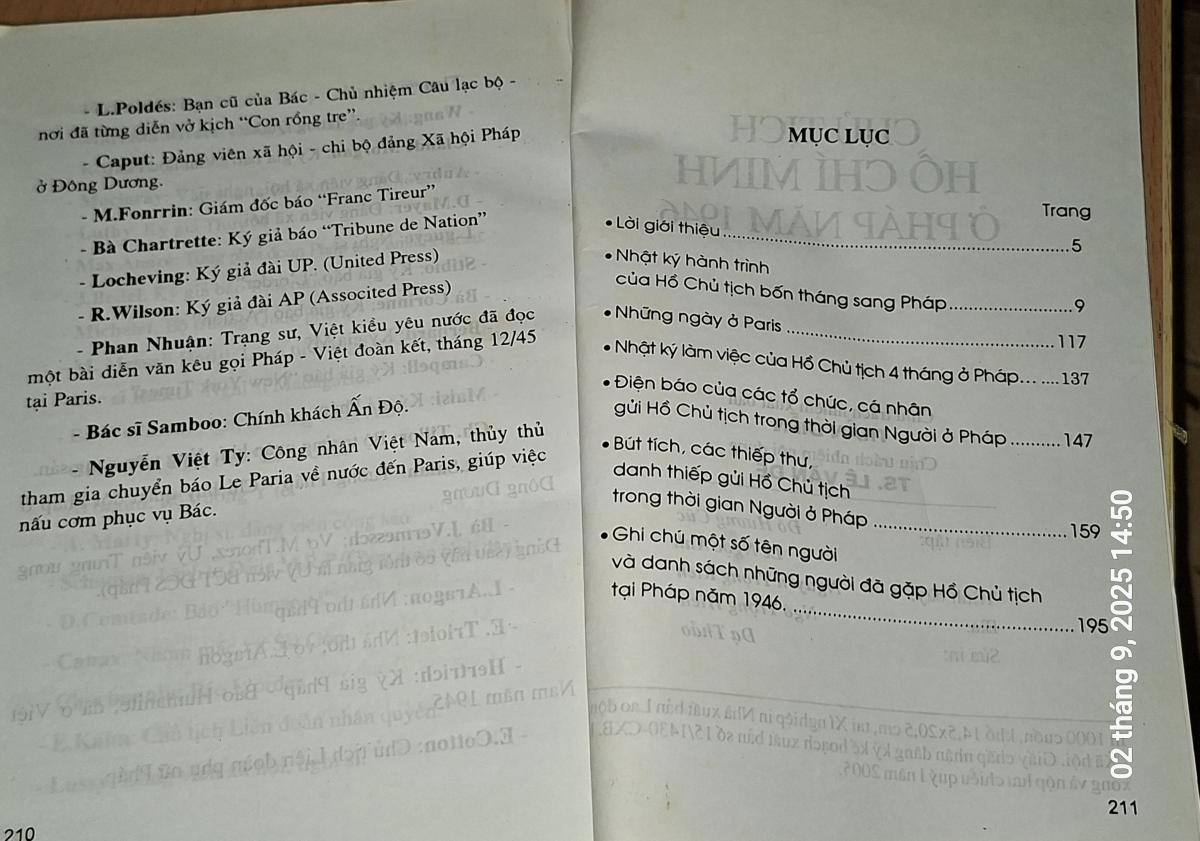 - L.Poldés: Bạn cũ của Bác - Chủ nhiệm Câu lạc bộ -
nơi đã từng diễn vở kịch “Con rồng tre”.
- Caput: Đảng viên xã hội - chi bộ đảng Xã hội Pháp
ở Đông Dương.
- M.Fonrrin: Giám đốc báo “Franc Tireur”
- Bà Chartrette: Ký giả báo “Tribune de Nation”
- Locheving: Ký giả đài UP. (United Press)
- R.Wilson: Ký giả đài AP (Associted Press)
- Phan Nhuận: Trạng sư, Việt kiều yêu nước đã đọc
một bài diễn văn kêu gọi Pháp - Việt đoàn kết, tháng 12/45
tại Paris.
- Bác sĩ Samboo: Chính khách Ấn Độ.
- Nguyễn Việt Ty: Công nhân Việt Nam, thủy thủ
tham gia chuyển báo Le Paria về nước đến Paris, giúp việc
nấu cơm phục vụ Bác.
210
MỤC LỤC
Trang
• Lời giới thiệu ........ 5
• Nhật ký hành trình
của Hồ Chủ tịch bốn tháng sang Pháp ........ 9
• Những ngày ở Paris ........ 117
• Nhật ký làm việc của Hồ Chủ tịch 4 tháng ở Pháp... .... 137
• Điện báo của các tổ chức, cá nhân
gửi Hồ Chủ tịch trong thời gian Người ở Pháp .......... 147
• Bút tích, các thiếp thư,
danh thiếp gửi Hồ Chủ tịch
trong thời gian Người ở Pháp ........ 159
• Ghi chú một số tên người
và danh sách những người đã gặp Hồ Chủ tịch
tại Pháp năm 1946. ........ 195
211
02 tháng 9, 2025 14:50